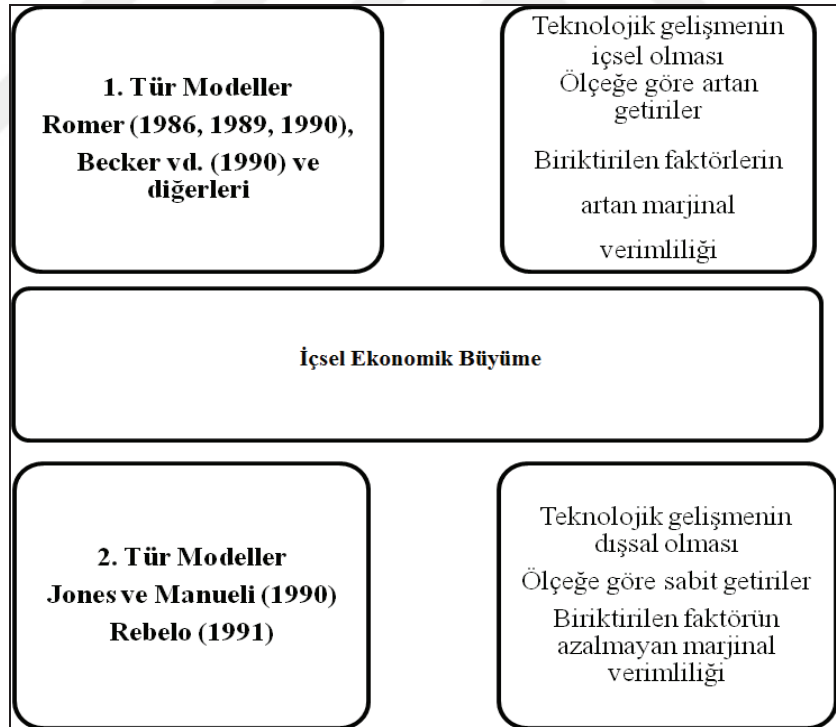 1. Tür Modeller
Romer (1986, 1989, 1990),
Becker vd. (1990) ve
diğerleri
Teknolojik gelişmenin
içsel olması
Ölçeğe göre artan
getiriler
Biriktirilen faktörlerin
artan marjinal
verimliliği
İçsel Ekonomik Büyüme
2. Tür Modeller
Jones ve Manueli (1990)
Rebelo (1991)
Teknolojik gelişmenin
dışsal olması
Ölçeğe göre sabit getiriler
Biriktirilen faktörün
azalmayan marjinal
verimliliği